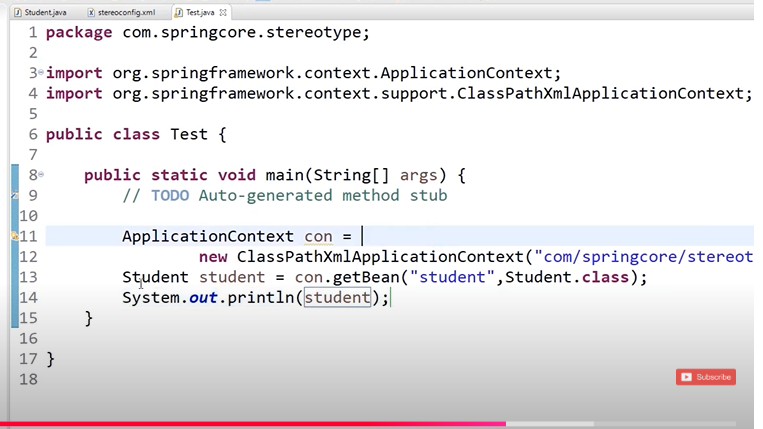 Student.java stereoconfig.xml Test.java
1 package com.springcore.stereotype;
2
3 import org.springframework.context.ApplicationContext;
4 import org.springframework.context.support.ClassPathXmlApplicationContext;
5
6 public class Test {
7
8 public static void main(String[] args) {
9 // TODO Auto-generated method stub
10
11 ApplicationContext con =
12 new ClassPathXmlApplicationContext("com/springcore/stereot
13 Student student = con.getBean("student",Student.class);
14 System.out.println(student);
15 }
16
17 }
18
Subscribe